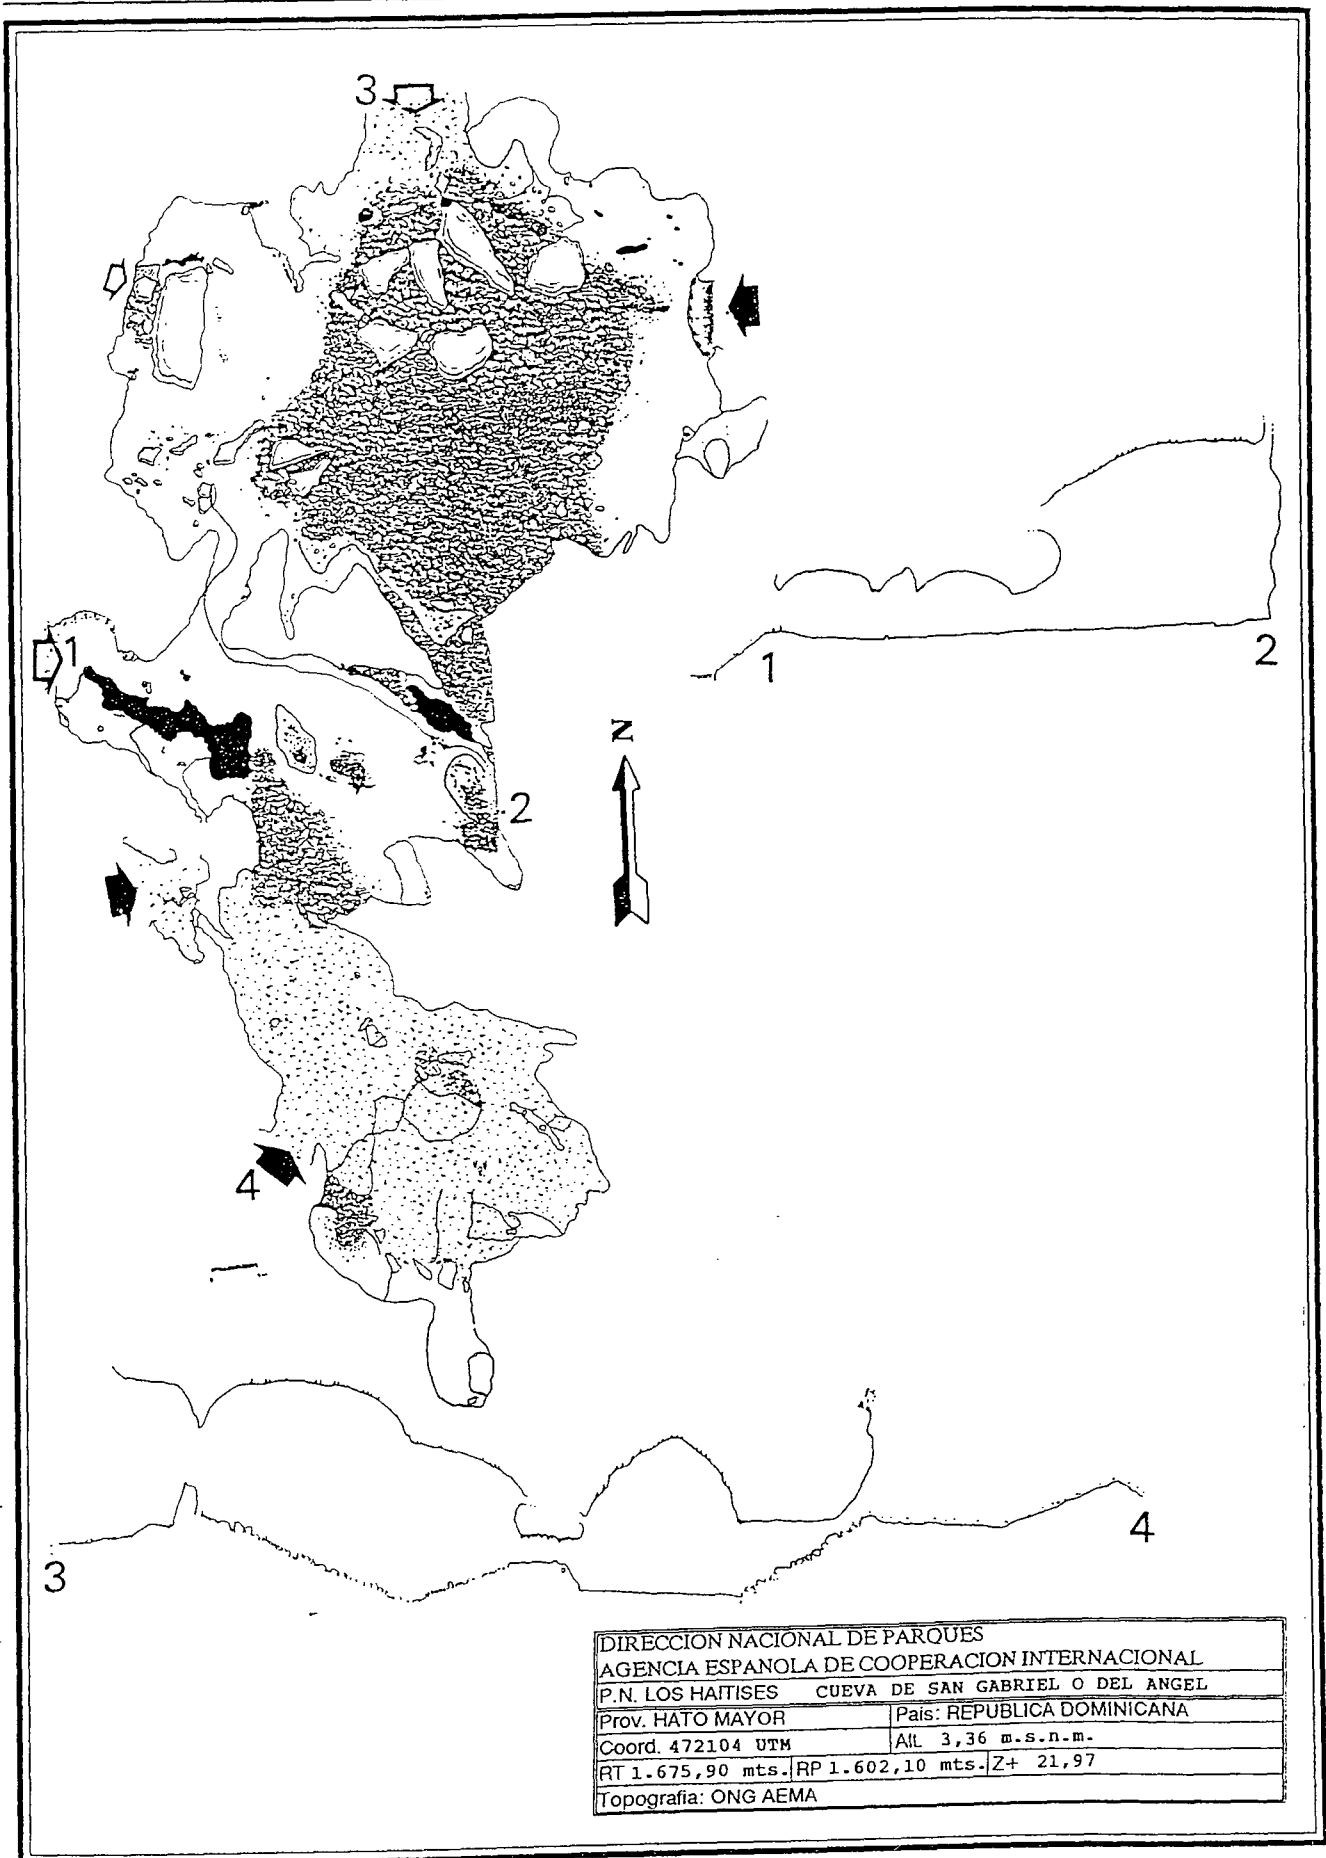 3
1
2
N
1
2
4
3
4
DIRECCION NACIONAL DE PARQUES
AGENCIA ESPANOLA DE COOPERACION INTERNACIONAL
P.N. LOS HAITISES CUEVA DE SAN GABRIEL O DEL ANGEL
Prov. HATO MAYOR Pais: REPUBLICA DOMINICANA
Coord. 472104 UTM Alt. 3,36 m.s.n.m.
RT 1.675,90 mts. RP 1.602,10 mts. Z+ 21,97
Topografia: ONG AEMA